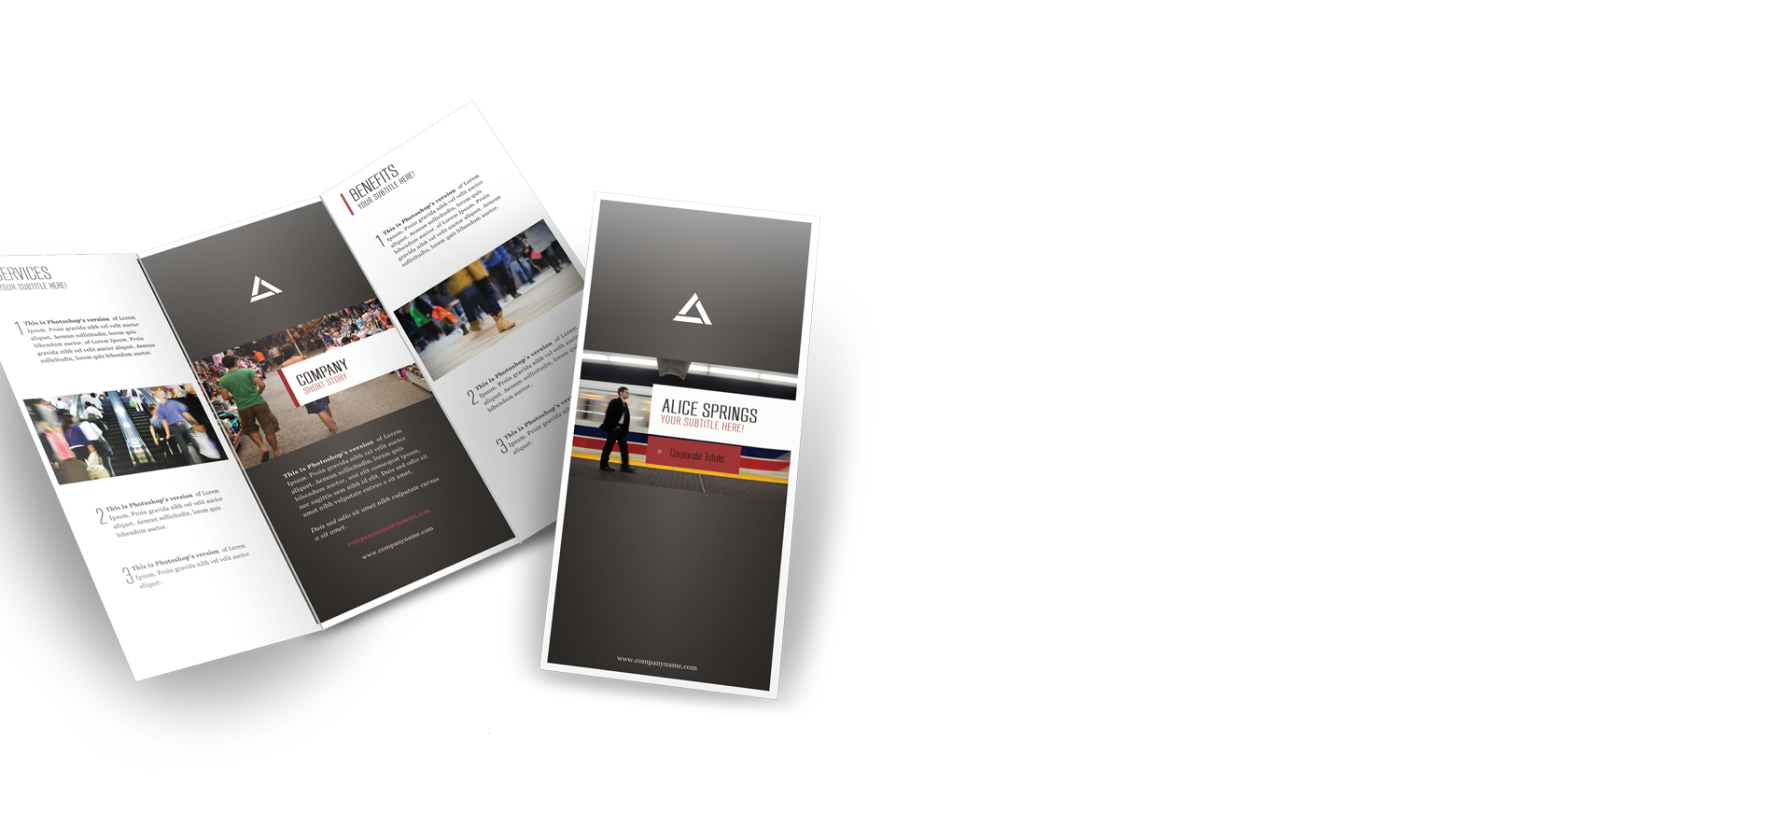 SERVICES
YOUR SUBTITLE HERE!
1 This is Photoshop's version of Lorem
Ipsum. Proin gravida nibh vel velit auctor
aliquet. Aenean sollicitudin, lorem quis
bibendum auctor. of Lorem Ipsum. Proin
gravida nibh vel velit auctor aliquet. Aenean
sollicitudin, lorem quis bibendum auctor.
2 This is Photoshop's version of Lorem
Ipsum. Proin gravida nibh vel velit auctor
aliquet. Aenean sollicitudin, lorem quis
bibendum auctor.
3 This is Photoshop's version of Lorem
Ipsum. Proin gravida nibh vel velit auctor
aliquet.
COMPANY
SHORT STORY
This is Photoshop's version of Lorem
Ipsum. Proin gravida nibh vel velit auctor
aliquet. Aenean sollicitudin, lorem quis
bibendum auctor, nisi elit consequat ipsum,
nec sagittis sem nibh id elit. Duis sed odio sit
amet nibh vulputate cursus a sit amet.
Duis sed odio sit amet nibh vulputate cursus
a sit amet.
companyname@domain.com
www.companyname.com
BENEFITS
YOUR SUBTITLE HERE!
1 This is Photoshop's version of Lorem
Ipsum. Proin gravida nibh vel velit auctor
aliquet. Aenean sollicitudin, lorem quis
bibendum auctor. of Lorem Ipsum. Proin
gravida nibh vel velit auctor aliquet. Aenean
sollicitudin, lorem quis bibendum auctor.
2 This is Photoshop's version of Lorem
Ipsum. Proin gravida nibh vel velit auctor
aliquet. Aenean sollicitudin, lorem quis
bibendum auctor.
3 This is Photoshop's
Ipsum. Proin gravida
aliquet.
ALICE SPRINGS
YOUR SUBTITLE HERE!
Corporate Trifold
www.companyname.com